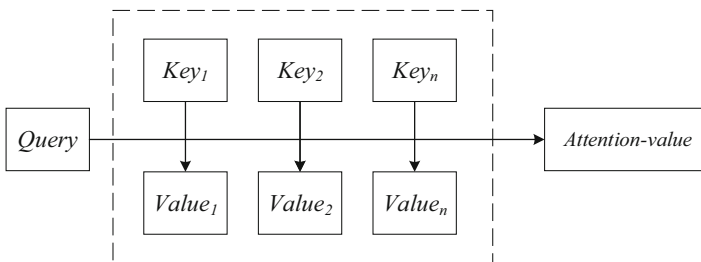 Key₁ Key₂ Keyₙ
Query Attention-value
Value₁ Value₂ Valueₙ